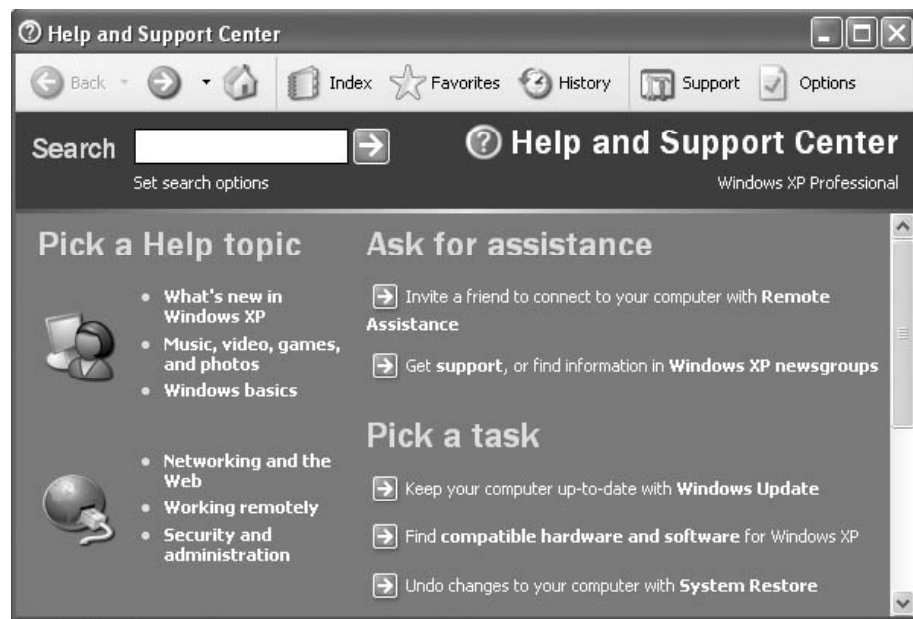 Help and Support Center
Back
Index
Favorites
History
Support
Options
Search
Set search options
Help and Support Center
Windows XP Professional
Pick a Help topic
What's new in
Windows XP
Music, video, games,
and photos
Windows basics
Networking and the
Web
Working remotely
Security and
administration
Ask for assistance
Invite a friend to connect to your computer with Remote
Assistance
Get support, or find information in Windows XP newsgroups
Pick a task
Keep your computer up-to-date with Windows Update
Find compatible hardware and software for Windows XP
Undo changes to your computer with System Restore